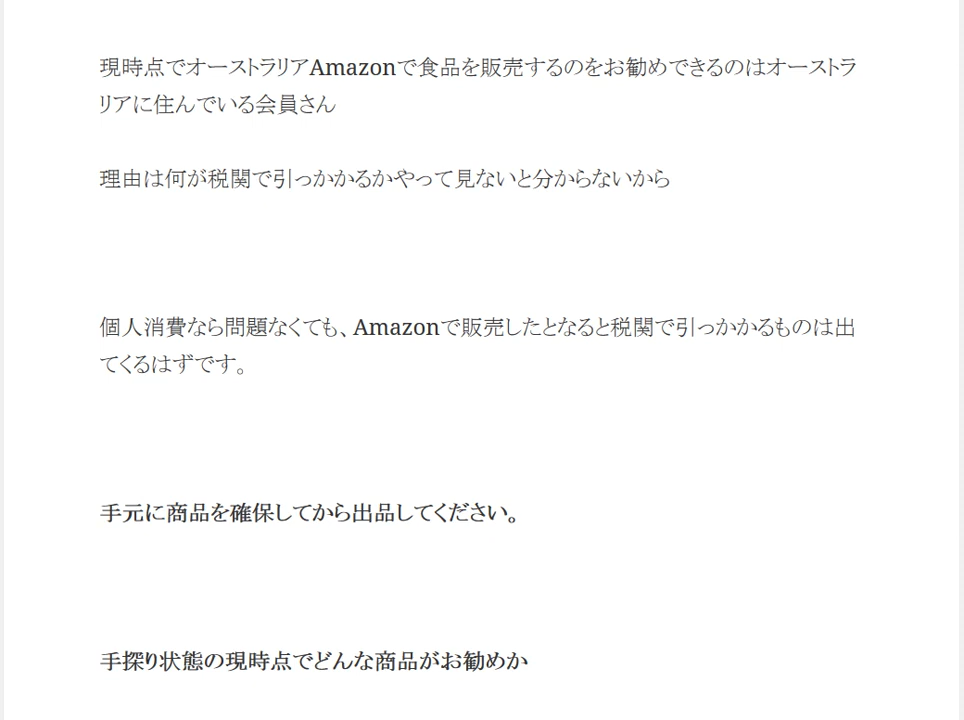 現時点でオーストラリアAmazonで食品を販売するのをお勧めできるのはオーストラ
リアに住んでいる会員さん
理由は何が税関で引っかかるかやって見ないと分からないから
個人消費なら問題なくても、Amazonで販売したとなると税関で引っかかるものは出
てくるはずです。
手元に商品を確保してから出品してください。
手探り状態の現時点でどんな商品がお勧めか